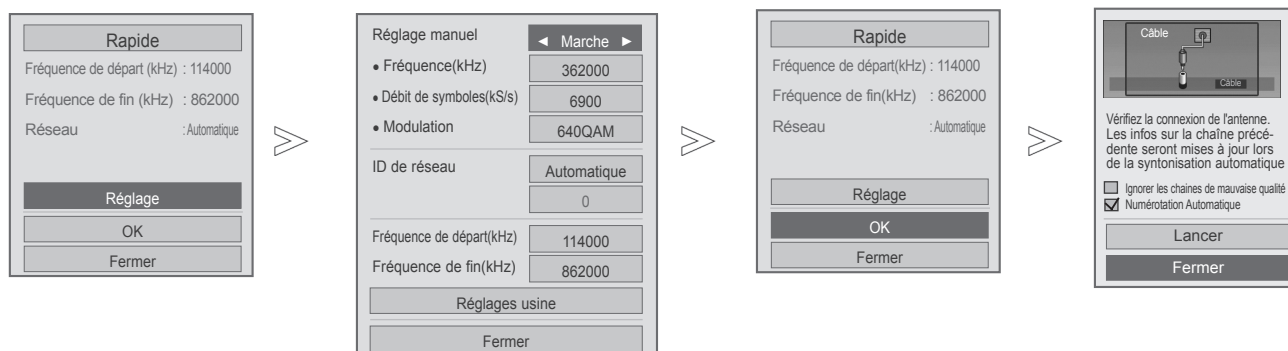 Rapide
Fréquence de départ (kHz) : 114000
Fréquence de fin (kHz) : 862000
Réseau : Automatique
Réglage
OK
Fermer
Réglage manuel ◄ Marche ►
• Fréquence(kHz) 362000
• Débit de symboles(kS/s) 6900
• Modulation 640QAM
ID de réseau Automatique
0
Fréquence de départ(kHz) 114000
Fréquence de fin(kHz) 862000
Réglages usine
Fermer
Rapide
Fréquence de départ(kHz) : 114000
Fréquence de fin(kHz) : 862000
Réseau : Automatique
Réglage
OK
Fermer
Câble
Câble
Vérifiez la connexion de l'antenne.
Les infos sur la chaîne précé-
dente seront mises à jour lors
de la syntonisation automatique
Ignorer les chaines de mauvaise qualité
Numérotation Automatique
Lancer
Fermer